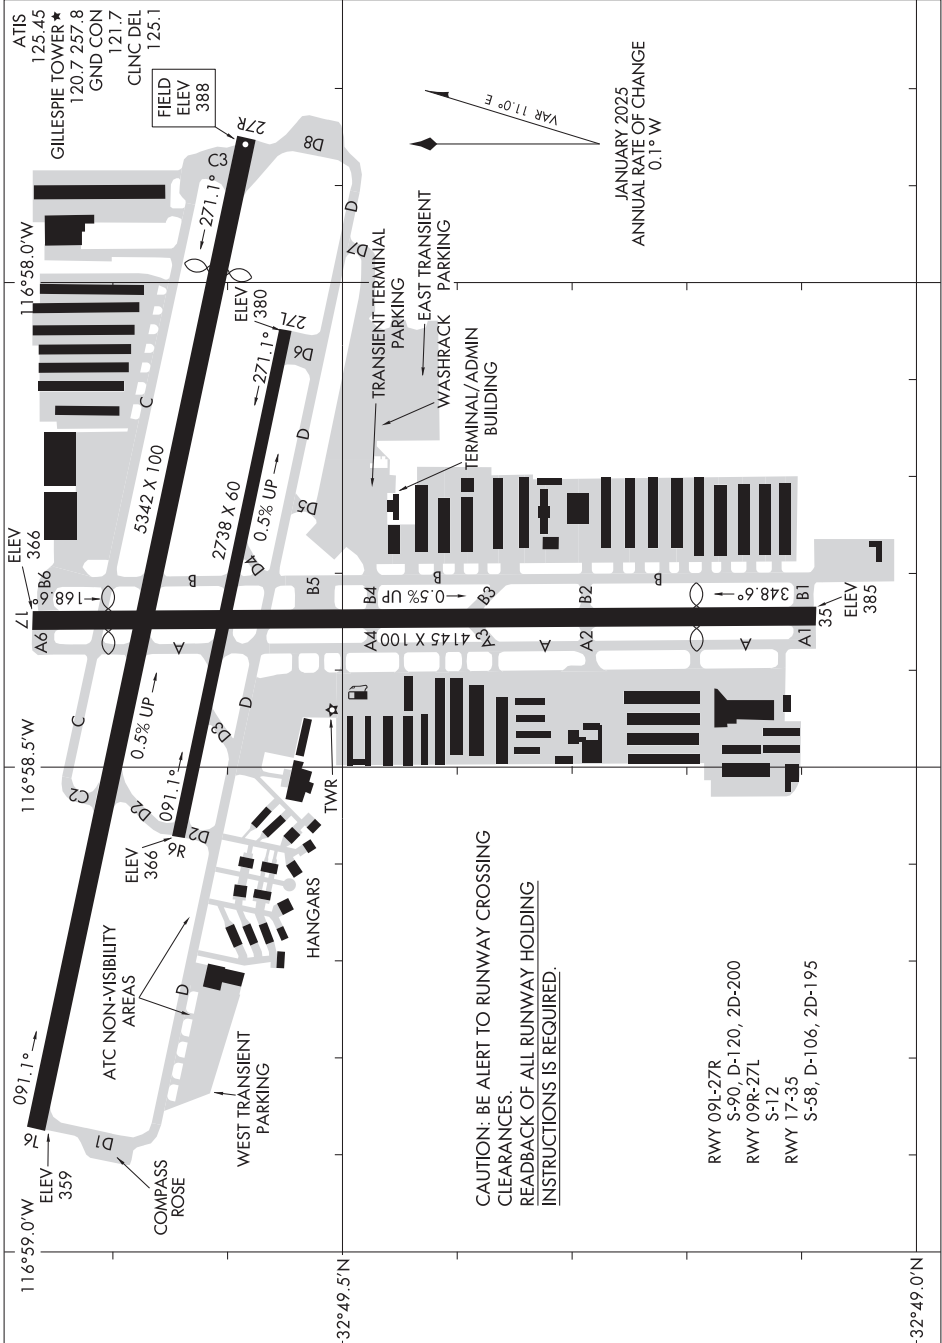 ATIS
125.45
GILLESPIE TOWER★
120.7 257.8
GND CON
121.7
CLNC DEL
125.1
FIELD
ELEV
388
27R
C3
D8
271.1°
116°58.0'W
ELEV
380
27L
D7
D
D6
271.1°
VAR 11.0° E
JANUARY 2025
ANNUAL RATE OF CHANGE
0.1° W
TRANSIENT TERMINAL
PARKING
EAST TRANSIENT
PARKING
WASHRACK
TERMINAL/ADMIN
BUILDING
C
5342 X 100
2738 X 60
0.5% UP
D
D5
D4
ELEV
366
17
A6
B6
168.6°
B
B5
B4
B
0.5% UP
B3
B2
B
348.6°
B1
ELEV
385
35
A
A4
4145 X 100
A3
A
A2
A
A1
C
0.5% UP
D
D3
116°58.5'W
C2
D2
091.1°
D2
9R
ELEV
366
TWR
HANGARS
ATC NON-VISIBILITY
AREAS
D
091.1°
9L
ELEV
359
D1
COMPASS
ROSE
WEST TRANSIENT
PARKING
CAUTION: BE ALERT TO RUNWAY CROSSING
CLEARANCES.
READBACK OF ALL RUNWAY HOLDING
INSTRUCTIONS IS REQUIRED.
RWY 09L-27R
S-90, D-120, 2D-200
RWY 09R-27L
S-12
RWY 17-35
S-58, D-106, 2D-195
116°59.0'W
32°49.5'N
32°49.0'N